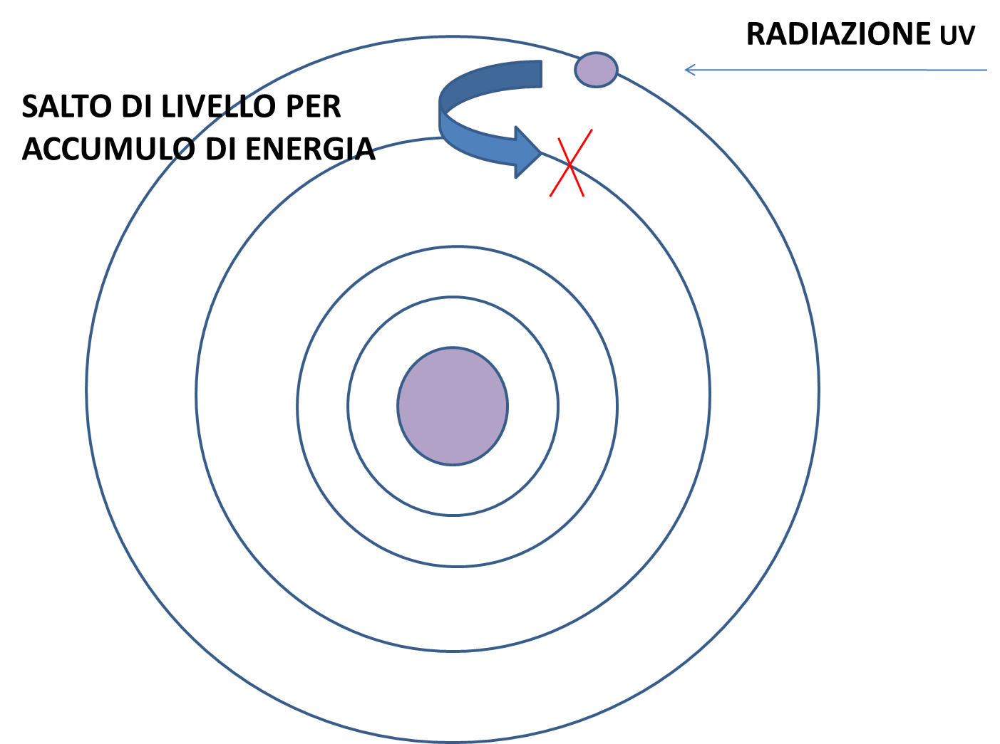 RADIAZIONE UV
SALTO DI LIVELLO PER
ACCUMULO DI ENERGIA